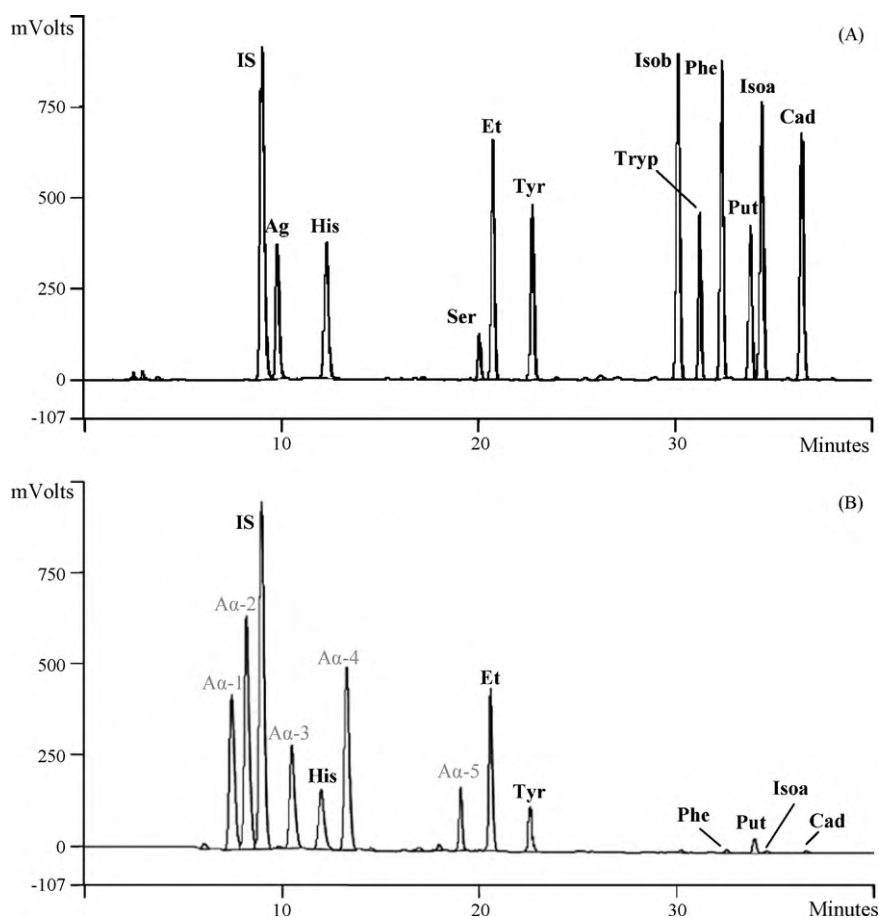 mVolts
(A)
IS
Isob
Phe
Isoa
750
Cad
Et
Tryp
500
Tyr
Put
Ag
His
250
Ser
0
-107
10
20
30
Minutes
mVolts
(B)
IS
750
Aα-2
Aα-4
500
Et
Aα-1
Aα-3
250
His
Aα-5
Tyr
Isoa
Phe
Put
Cad
0
-107
10
20
30
Minutes